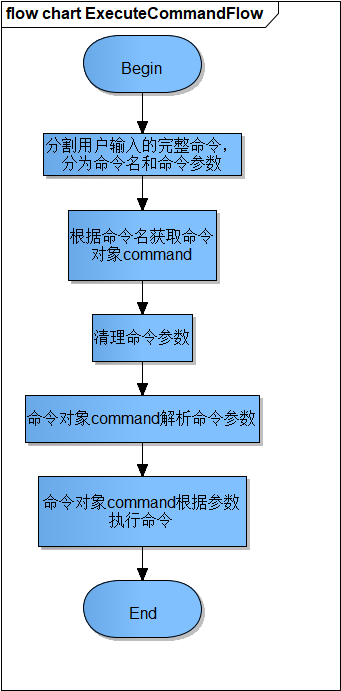 flow chart ExecuteCommandFlow
Begin
分割用户输入的完整命令，
分为命令名和命令参数
根据命令名获取命令
对象command
清理命令参数
命令对象command解析命令参数
命令对象command根据参数
执行命令
End